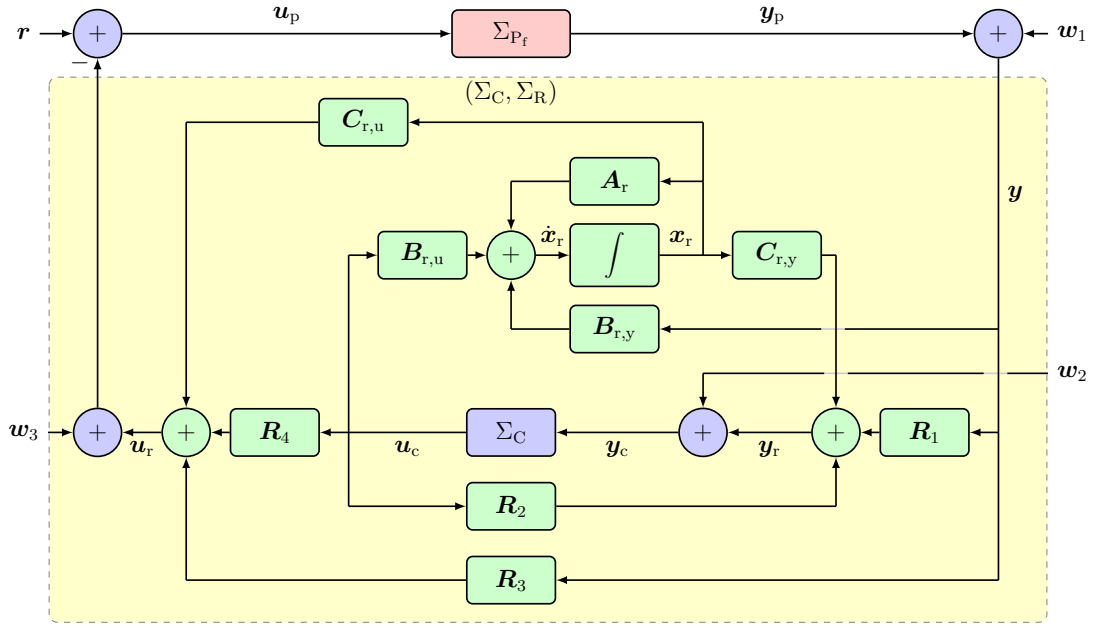 u_p y_p
r + Σ_{P_f} + w_1
−
(Σ_C, Σ_R)
C_{r,u}
A_r
y
ẋ_r x_r
B_{r,u} + ∫ C_{r,y}
B_{r,y}
w_2
w_3 + + R_4 Σ_C + + R_1
u_r u_c y_c y_r
R_2
R_3